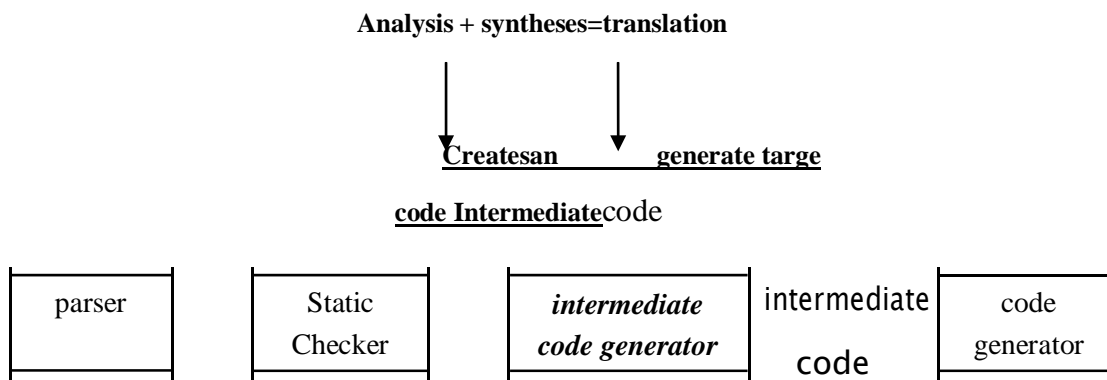 Analysis + syntheses=translation
Createsan generate targe
code Intermediatecode
parser Static intermediate intermediate code
Checker code generator code generator